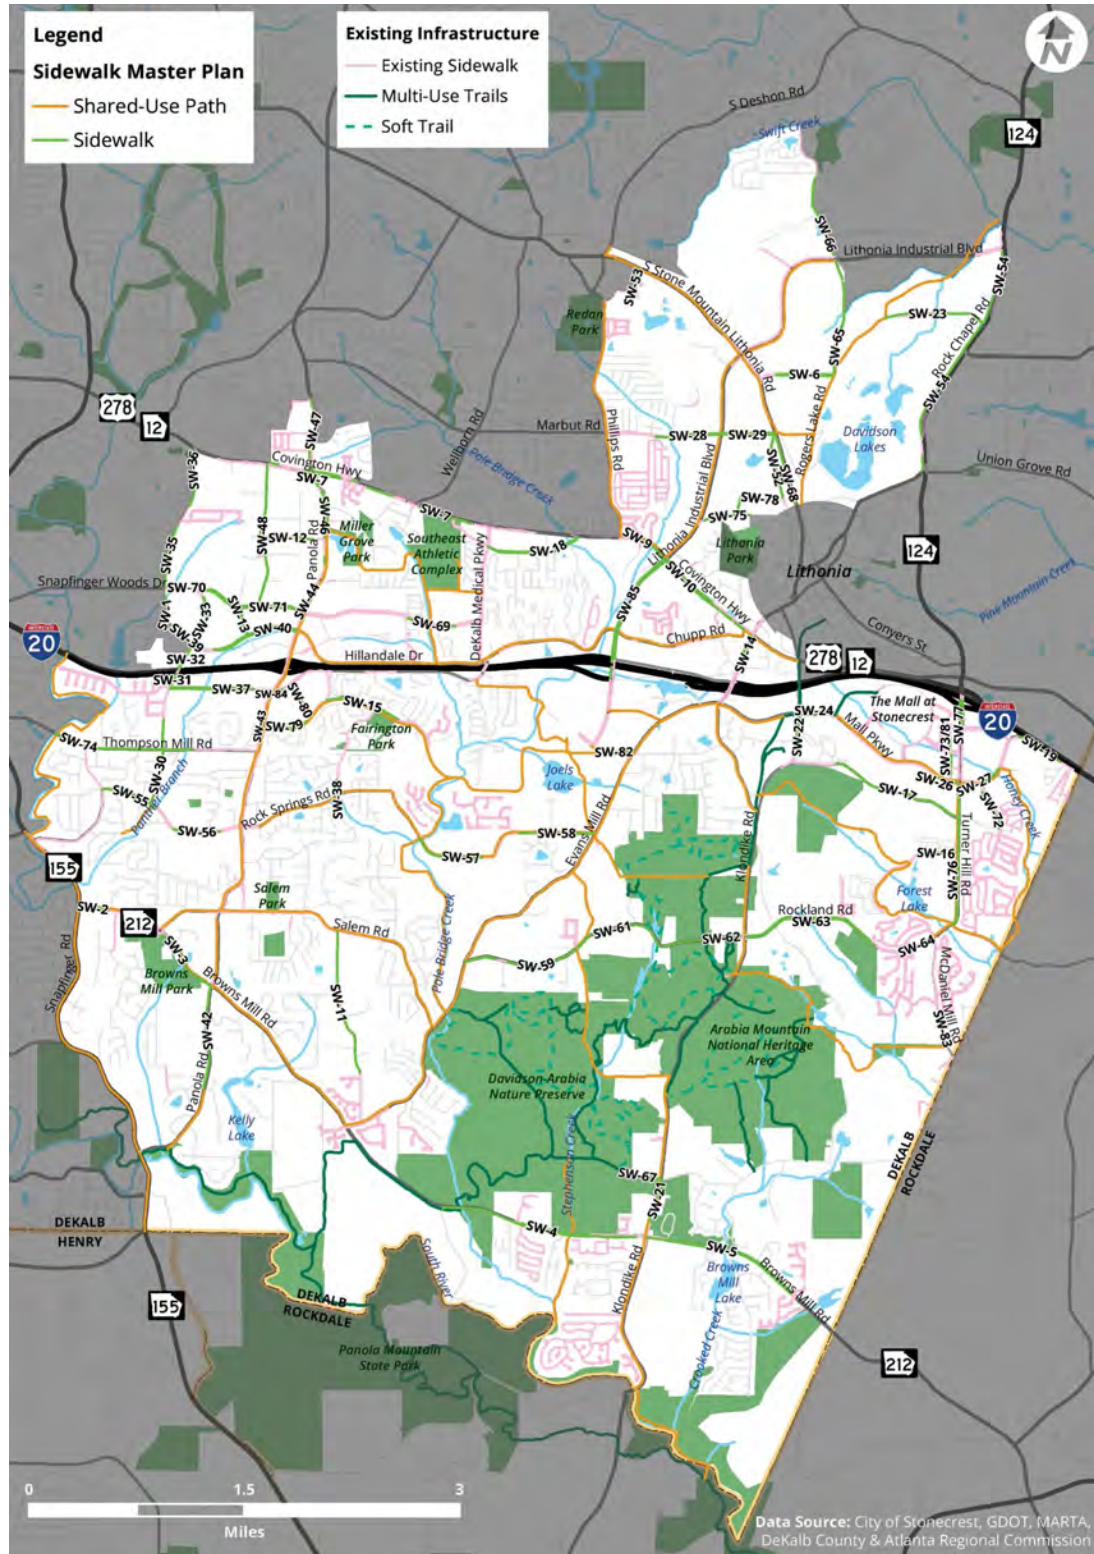 Legend
Sidewalk Master Plan
Shared-Use Path
Sidewalk
Existing Infrastructure
Existing Sidewalk
Multi-Use Trails
Soft Trail
N
S Deshon Rd
Swift Creek
124
SW-66
Lithonia Industrial Blvd
SW-54
SW-53
S Stone Mountain Lithonia Rd
Redan
Park
SW-23
Rock Chapel Rd
SW-65
SW-6
SW-54
278
12
SW-47
Wellborn Rd
Marbut Rd
Phillips Rd
SW-28
SW-29
Rogers Lake Rd
Davidson
Lakes
SW-36
Covington Hwy
SW-7
Pole Bridge Creek
Lithonia Industrial Blvd
SW-52
SW-68
Union Grove Rd
SW-46
SW-7
SW-78
SW-75
SW-48
SW-12
Panola Rd
Miller
Grove
Park
Southeast
Athletic
Complex
DeKalb Medical Pkwy
SW-18
SW-9
Lithonia
Park
124
SW-35
Snapfinger Woods Dr
SW-70
SW-1
SW-33
SW-13
SW-71
SW-44
SW-10
Covington Hwy
Lithonia
Pine Mountain Creek
SW-85
SW-69
Conyers St
20
SW-39
SW-40
SW-32
Hillandale Dr
Chupp Rd
SW-14
278
12
SW-31
SW-37
SW-84
SW-80
SW-15
SW-22
SW-24
The Mall at
Stonecrest
20
SW-43
SW-79
Fairington
Park
Mall Pkwy
SW-73/81
SW-77
SW-19
SW-74
Thompson Mill Rd
SW-82
SW-30
Joels
Lake
SW-26
SW-27
SW-17
Honey Creek
SW-55
Panther Branch
SW-38
SW-72
SW-56
Rock Springs Rd
SW-58
Evans Mill Rd
Klondike Rd
Turner Hill Rd
SW-57
SW-16
SW-76
155
Salem
Park
Forest
Lake
SW-2
212
Salem Rd
Rockland Rd
SW-63
SW-3
Pole Bridge Creek
SW-61
SW-62
SW-64
Snapfinger Rd
Browns
Mill Park
Browns Mill Rd
SW-59
McDaniel Mill Rd
SW-11
SW-42
SW-83
Arabia Mountain
National Heritage
Area
Panola Rd
Davidson-Arabia
Nature Preserve
Kelly
Lake
Stephenson Creek
SW-67
SW-21
DEKALB
ROCKDALE
DEKALB
HENRY
SW-4
SW-5
South River
Klondike Rd
Browns
Mill
Lake
Browns Mill Rd
155
DEKALB
ROCKDALE
Panola Mountain
State Park
Crooked Creek
212
0
1.5
3
Miles
Data Source: City of Stonecrest, GDOT, MARTA,
DeKalb County & Atlanta Regional Commission